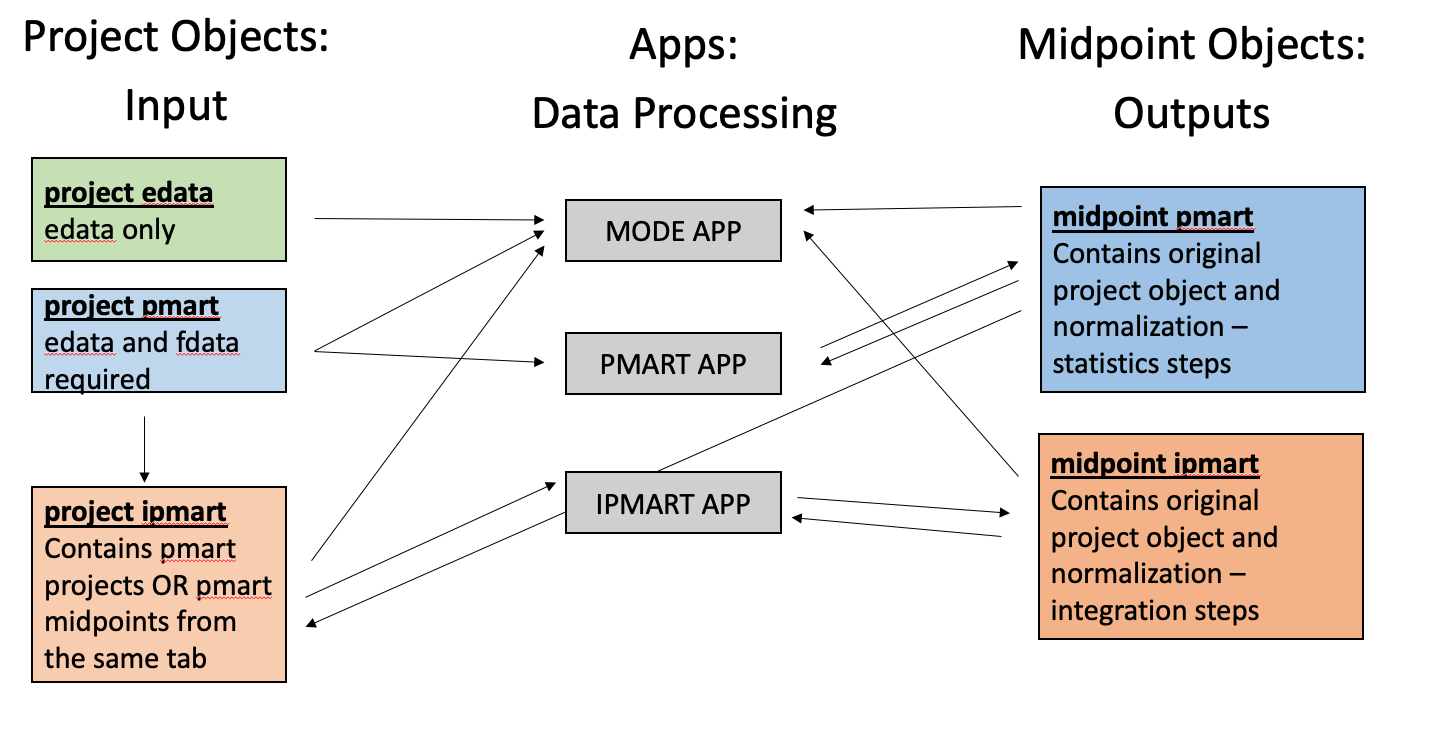 Project Objects:
Input
Apps:
Data Processing
Midpoint Objects:
Outputs
project edata
edata only
project pmart
edata and fdata
required
project ipmart
Contains pmart
projects OR pmart
midpoints from
the same tab
MODE APP
PMART APP
IPMART APP
midpoint pmart
Contains original
project object and
normalization –
statistics steps
midpoint ipmart
Contains original
project object and
normalization –
integration steps